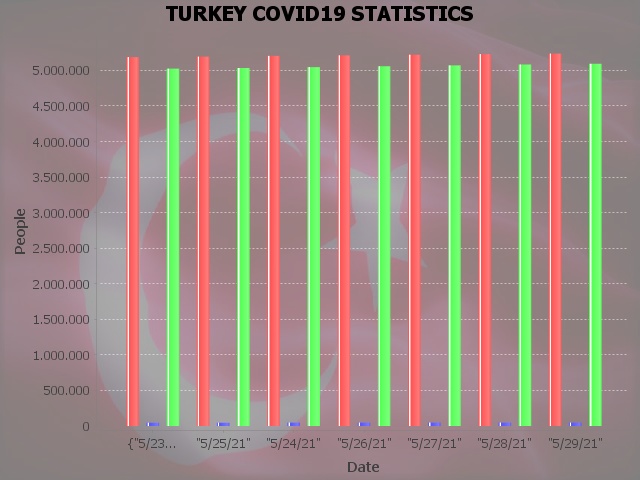 TURKEY COVID19 STATISTICS
People
5.000.000
4.500.000
4.000.000
3.500.000
3.000.000
2.500.000
2.000.000
1.500.000
1.000.000
500.000
0
{"5/23... "5/25/21" "5/24/21" "5/26/21" "5/27/21" "5/28/21" "5/29/21"
Date